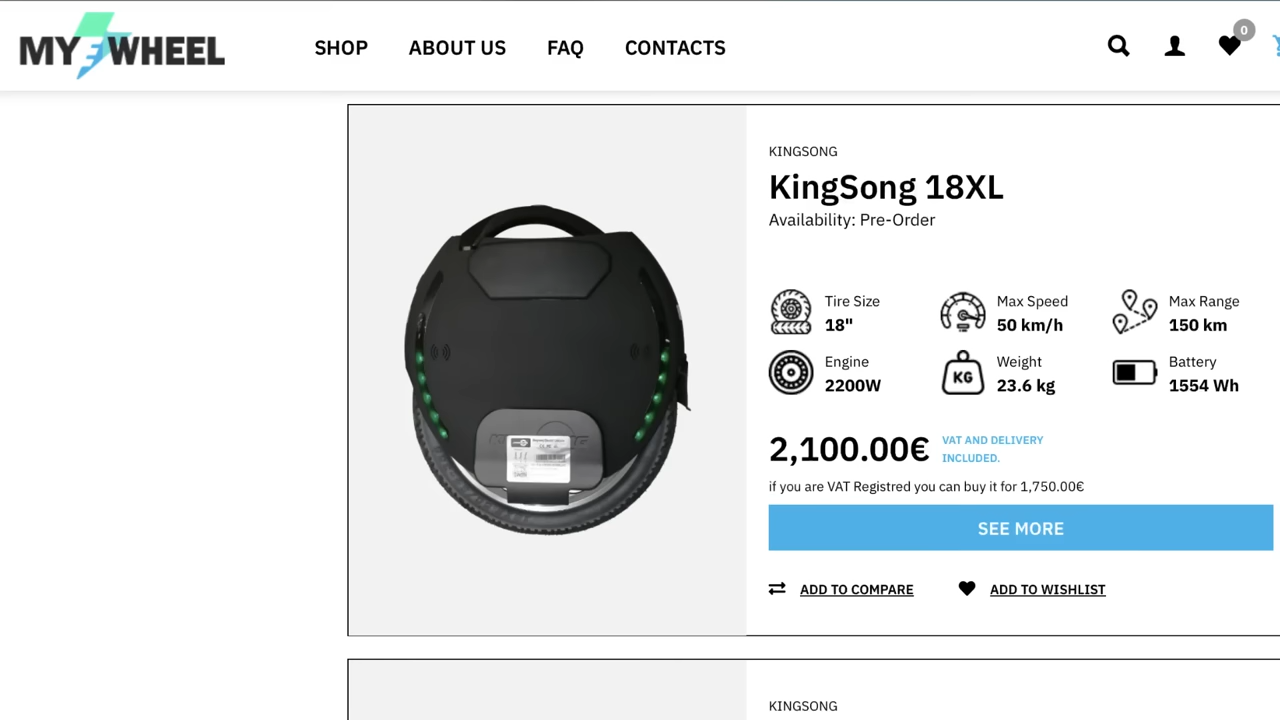 MY EWHEEL
SHOP ABOUT US FAQ CONTACTS
0
KINGSONG
KingSong 18XL
Availability: Pre-Order
Tire Size Max Speed Max Range
18" 50 km/h 150 km
Engine Weight Battery
KG
2200W 23.6 kg 1554 Wh
2,100.00€ VAT AND DELIVERY
INCLUDED.
if you are VAT Registred you can buy it for 1,750.00€
SEE MORE
ADD TO COMPARE ADD TO WISHLIST
KINGSONG